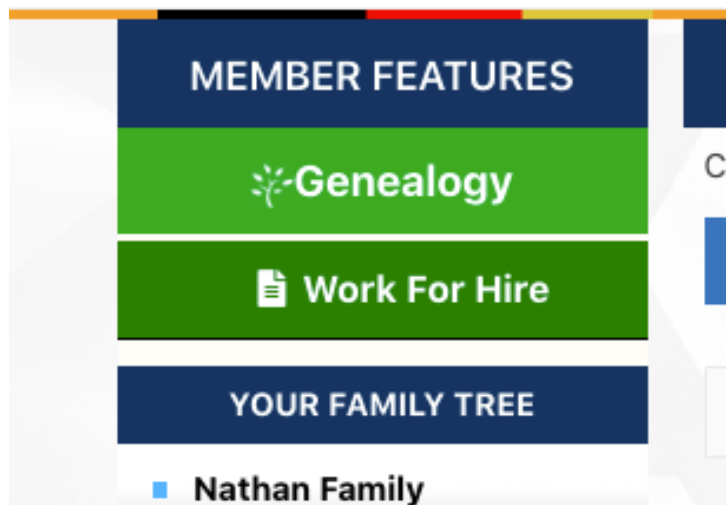 MEMBER FEATURES
Genealogy
Work For Hire
YOUR FAMILY TREE
Nathan Family
C